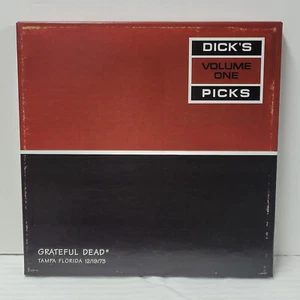 DICK'S
VOLUME
ONE
PICKS
GRATEFUL DEAD*
TAMPA FLORIDA 12/19/73